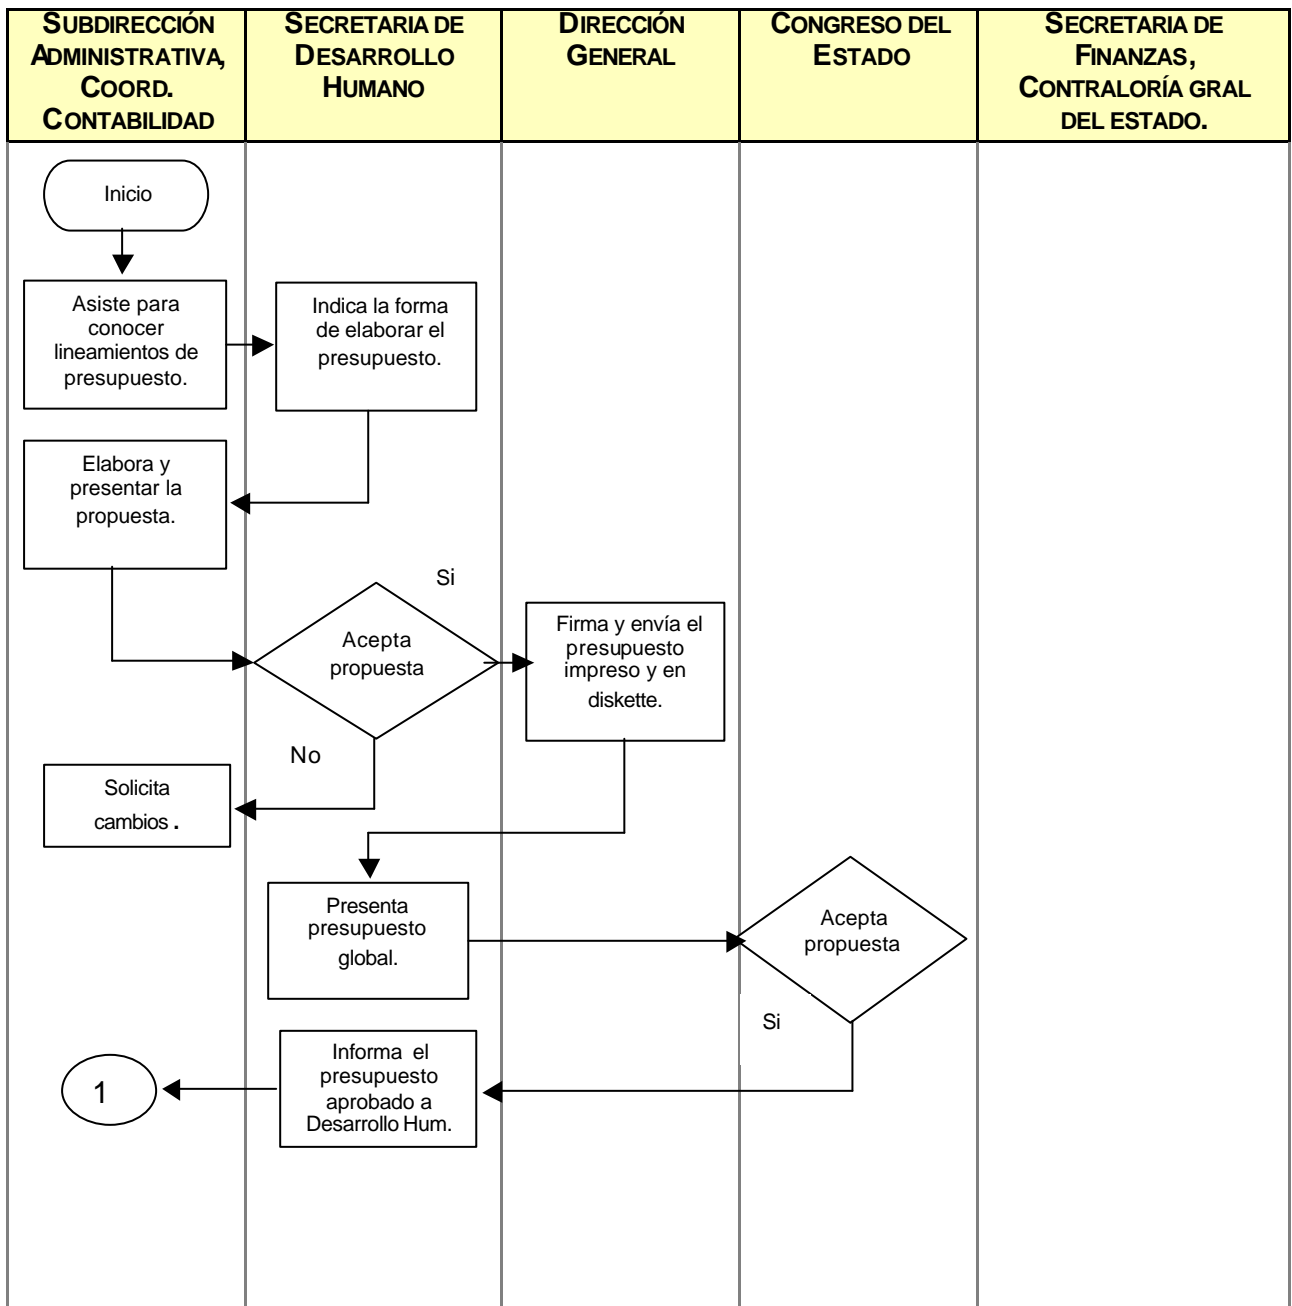 SUBDIRECCIÓN
ADMINISTRATIVA,
COORD.
CONTABILIDAD
SECRETARIA DE
DESARROLLO
HUMANO
DIRECCIÓN
GENERAL
CONGRESO DEL
ESTADO
SECRETARIA DE
FINANZAS,
CONTRALORÍA GRAL
DEL ESTADO.
Inicio
Asiste para
conocer
lineamientos de
presupuesto.
Indica la forma
de elaborar el
presupuesto.
Elabora y
presentar la
propuesta.
Si
Acepta
propuesta
Firma y envía el
presupuesto
impreso y en
diskette.
No
Solicita
cambios .
Presenta
presupuesto
global.
Acepta
propuesta
Si
Informa el
presupuesto
aprobado a
Desarrollo Hum.
1